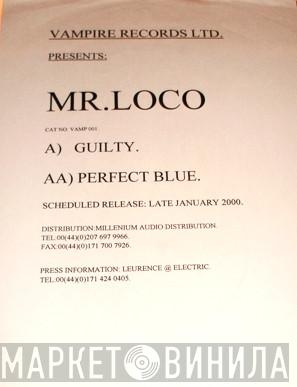 VAMPIRE RECORDS LTD.
PRESENTS:
MR.LOCO
CAT NO. VAMP 001.
A) GUILTY.
AA) PERFECT BLUE.
SCHEDULED RELEASE: LATE JANUARY 2000.
DISTRIBUTION:MILLENIUM AUDIO DISTRIBUTION.
TEL:00(44)(0)207 697 9966.
FAX:00(44)(0)171 700 7926.
PRESS INFORMATION: LEURENCE @ ELECTRIC.
TEL:00(44)(0)171 424 0405.
МАРКЕТ ВИНИЛА